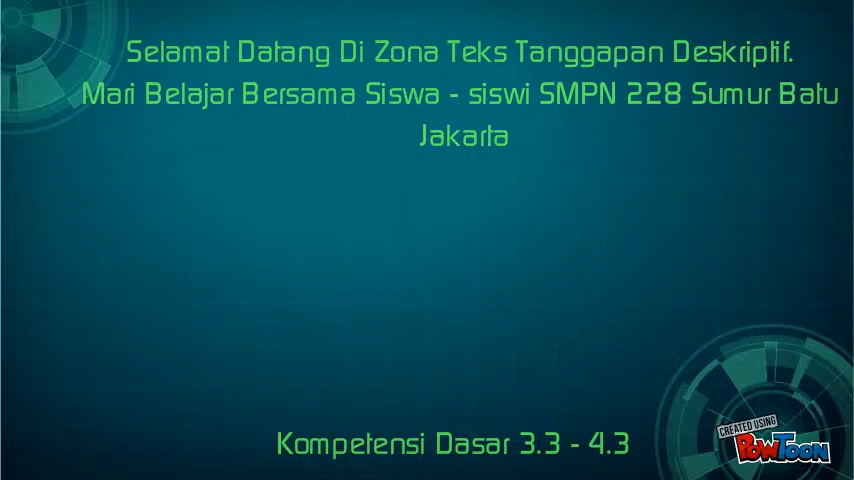 Selamat Datang Di Zona Teks Tanggapan Deskriptif.
Mari Belajar Bersama Siswa - siswi SMPN 228 Sumur Batu
Jakarta
Kompetensi Dasar 3.3 - 4.3
CREATED USING
POWTOON